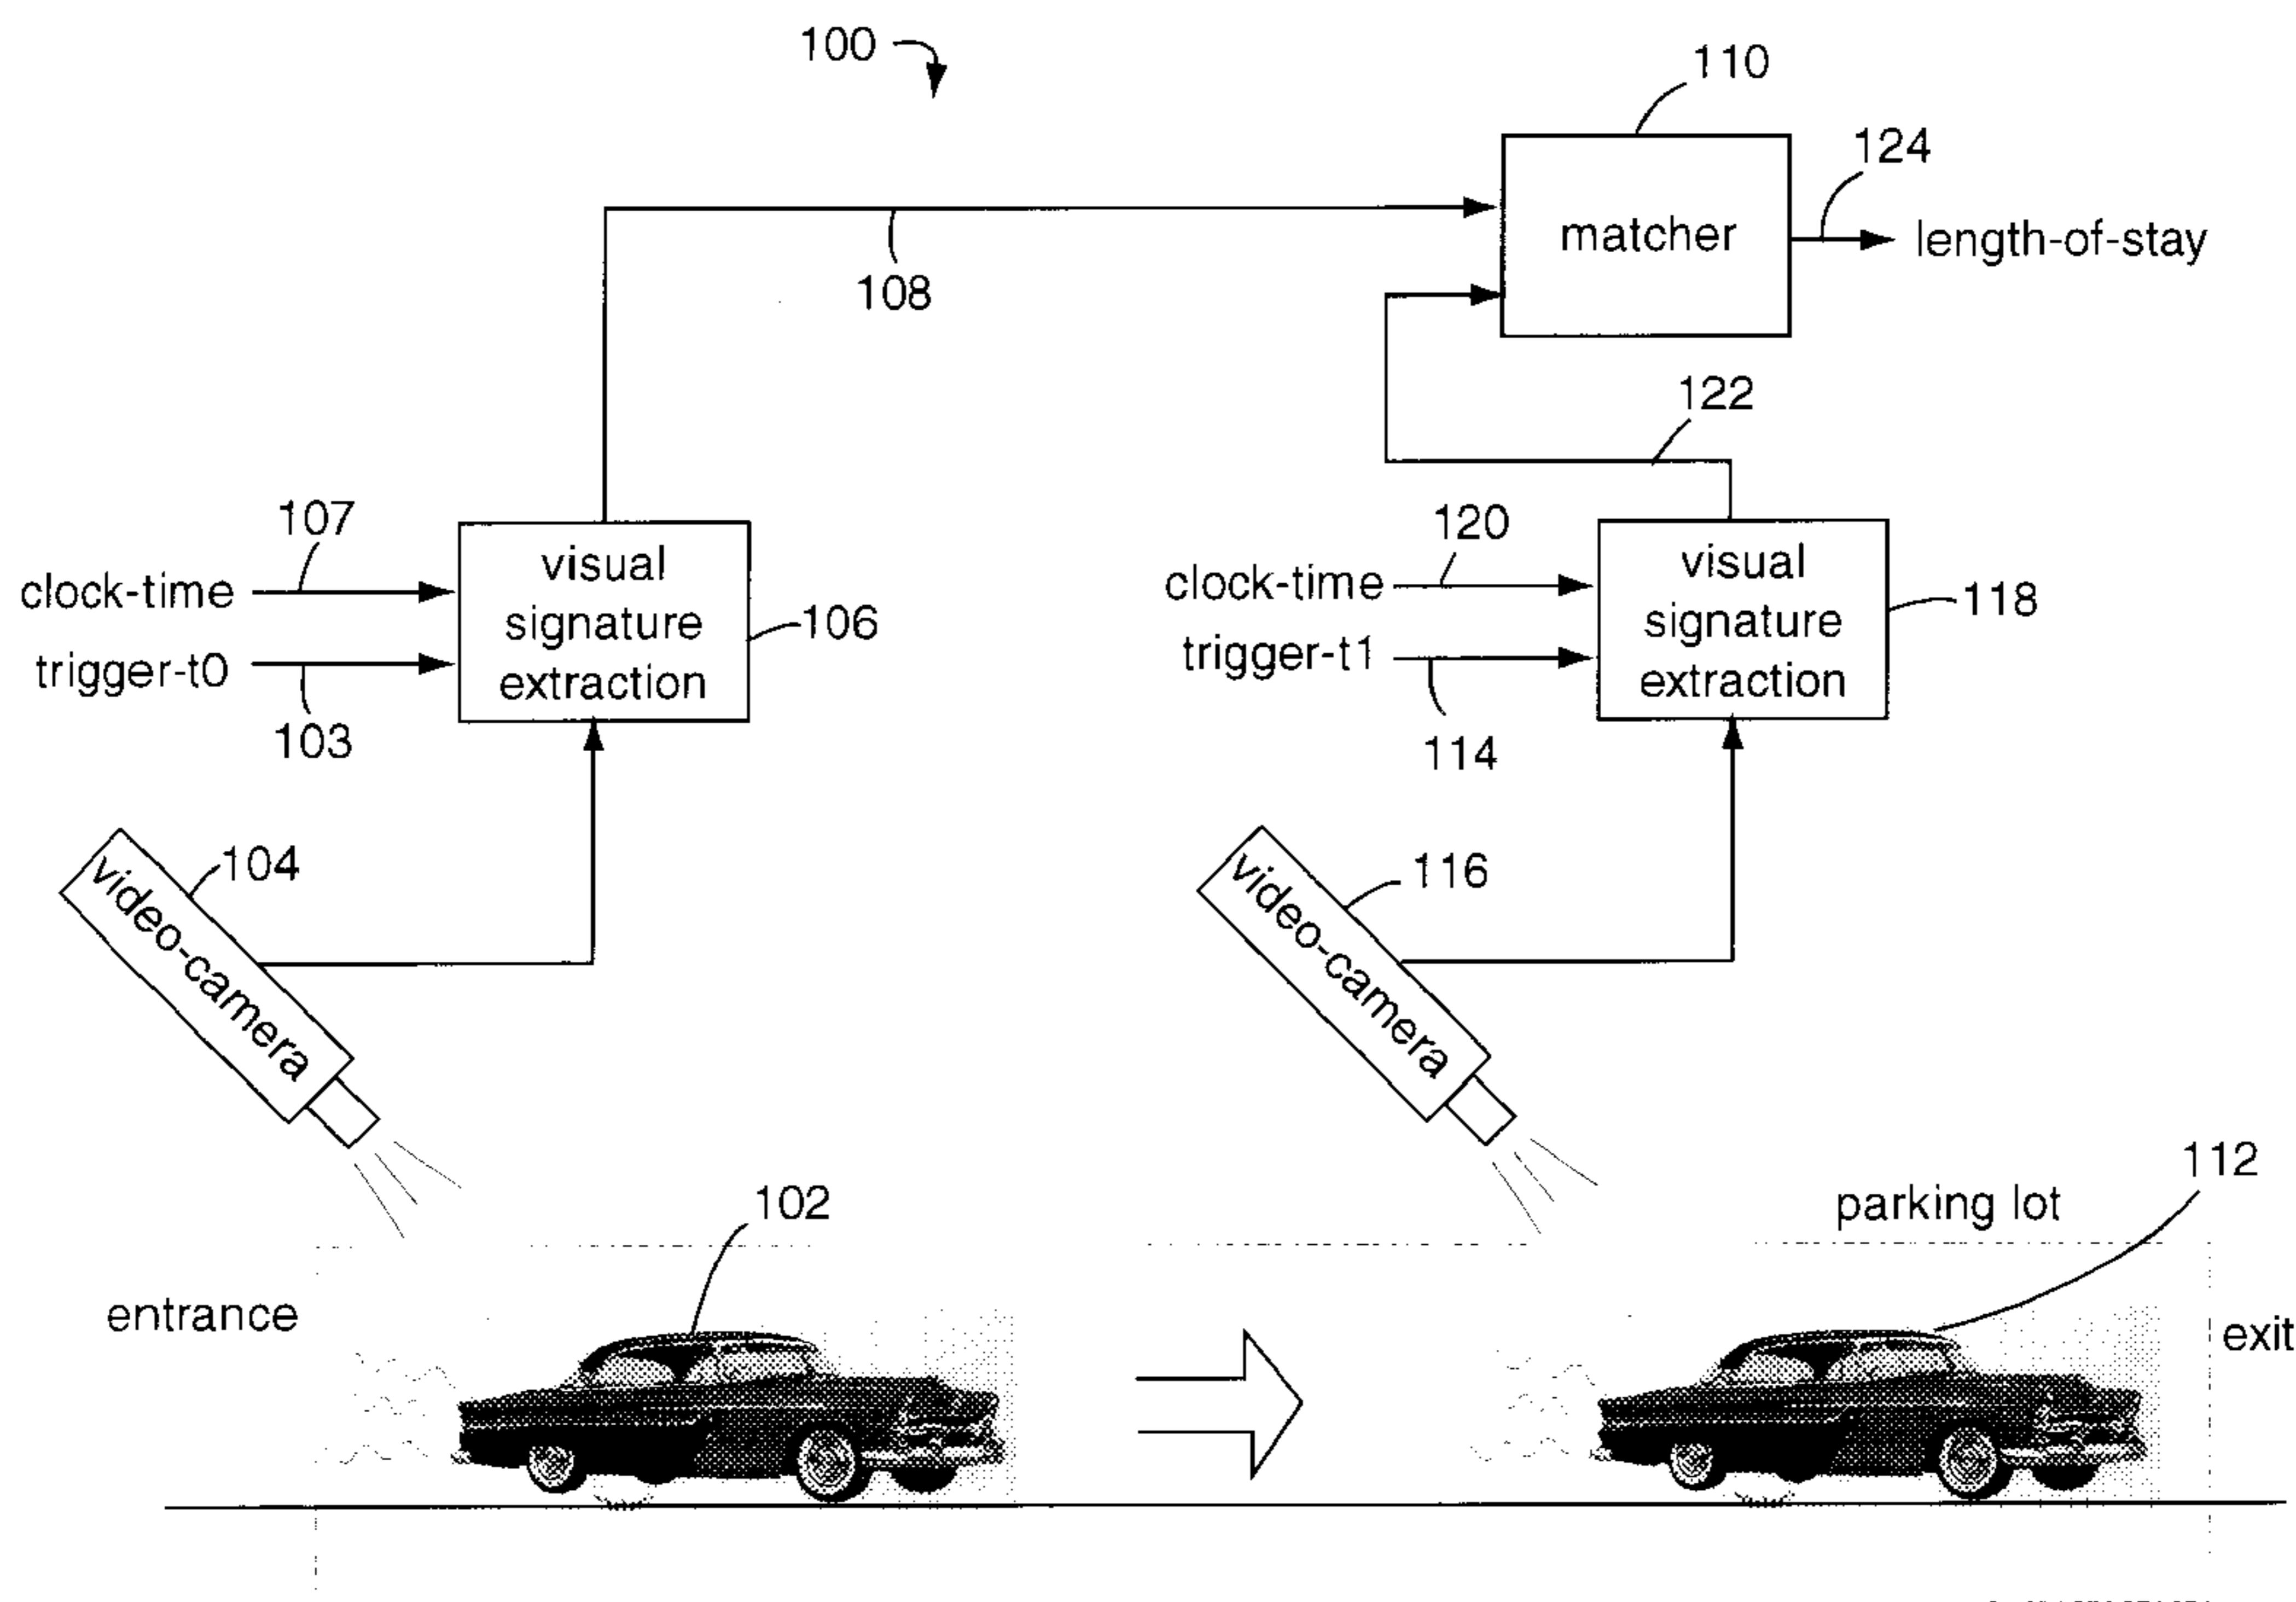 100
110
124
matcher
length-of-stay
108
122
107
120
clock-time
visual
signature
extraction
106
trigger-t0
103
clock-time
visual
signature
extraction
118
trigger-t1
114
104
video-camera
116
video-camera
112
102
parking lot
entrance
exit